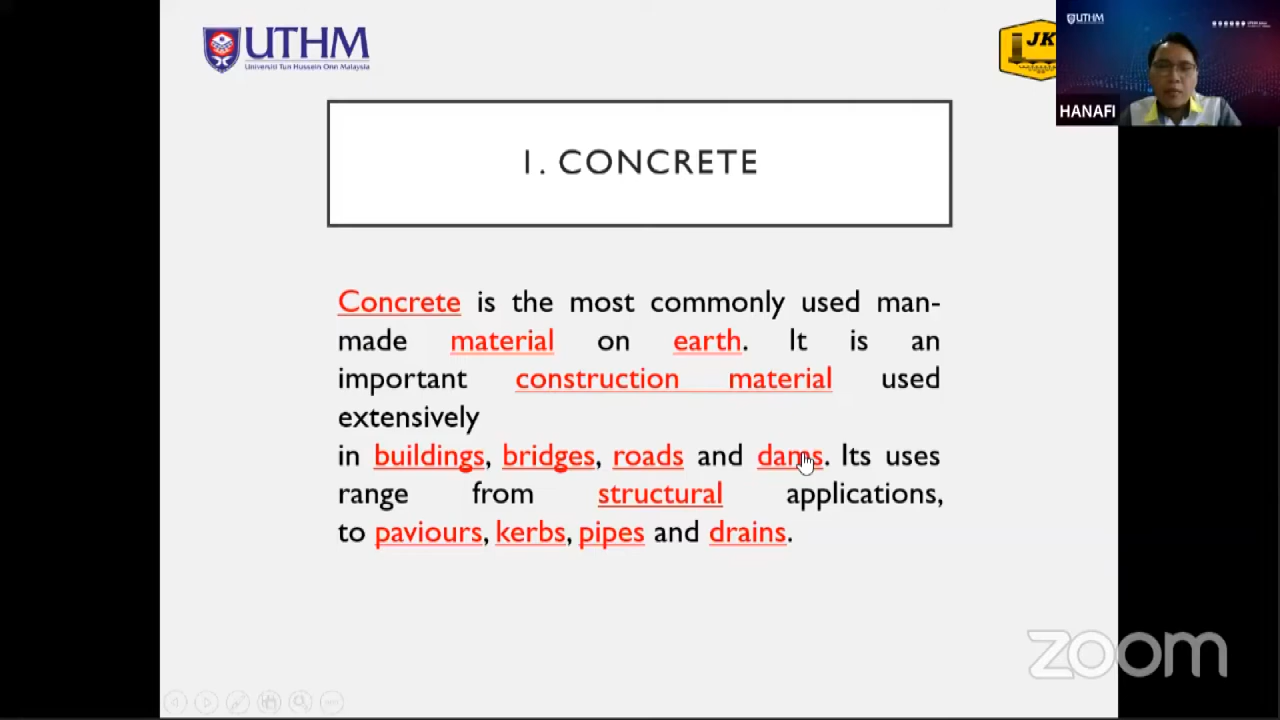 UTHM
Universiti Tun Hussein Onn Malaysia
JK
UTHM
HANAFI
1. CONCRETE
Concrete is the most commonly used man-
made material on earth. It is an
important construction material used
extensively
in buildings, bridges, roads and dams. Its uses
range from structural applications,
to paviours, kerbs, pipes and drains.
zoom